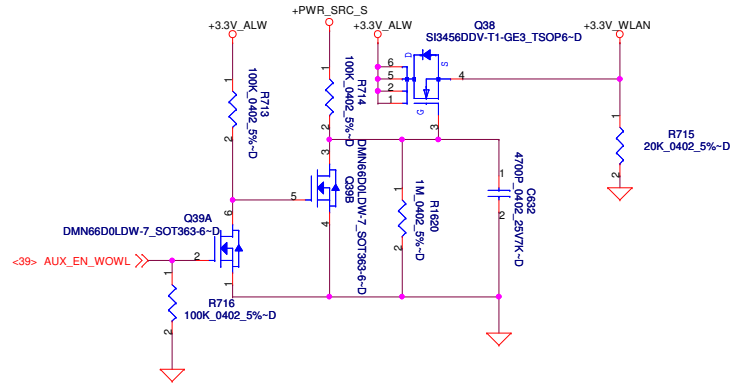 +PWR_SRC_S
+3.3V_ALW
+3.3V_ALW
Q38
SI3456DDV-T1-GE3_TSOP6~D
+3.3V_WLAN
D
S
G
6
5
2
1
4
3
1
R713
100K_0402_5%~D
2
1
R714
100K_0402_5%~D
2
1
R715
20K_0402_5%~D
2
3
5
4
Q39B
DMN66D0LDW-7_SOT363-6~D
1
R1620
1M_0402_5%~D
2
1
C632
4700P_0402_25V7K~D
2
Q39A
DMN66D0LDW-7_SOT363-6~D
6
2
1
<39> AUX_EN_WOWL
1
R716
100K_0402_5%~D
2